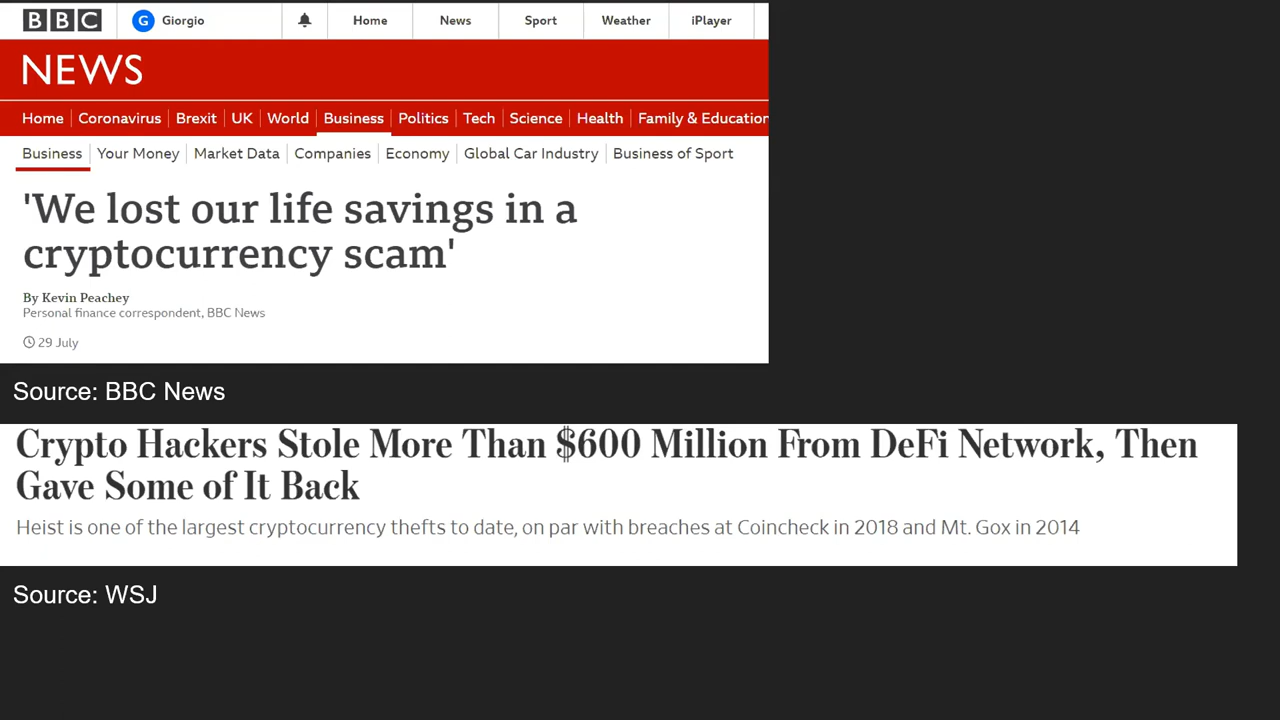 BBC G Giorgio Home News Sport Weather iPlayer
NEWS
Home Coronavirus Brexit UK World Business Politics Tech Science Health Family & Education
Business Your Money Market Data Companies Economy Global Car Industry Business of Sport
'We lost our life savings in a
cryptocurrency scam'
By Kevin Peachey
Personal finance correspondent, BBC News
29 July
Source: BBC News
Crypto Hackers Stole More Than $600 Million From DeFi Network, Then
Gave Some of It Back
Heist is one of the largest cryptocurrency thefts to date, on par with breaches at Coincheck in 2018 and Mt. Gox in 2014
Source: WSJ